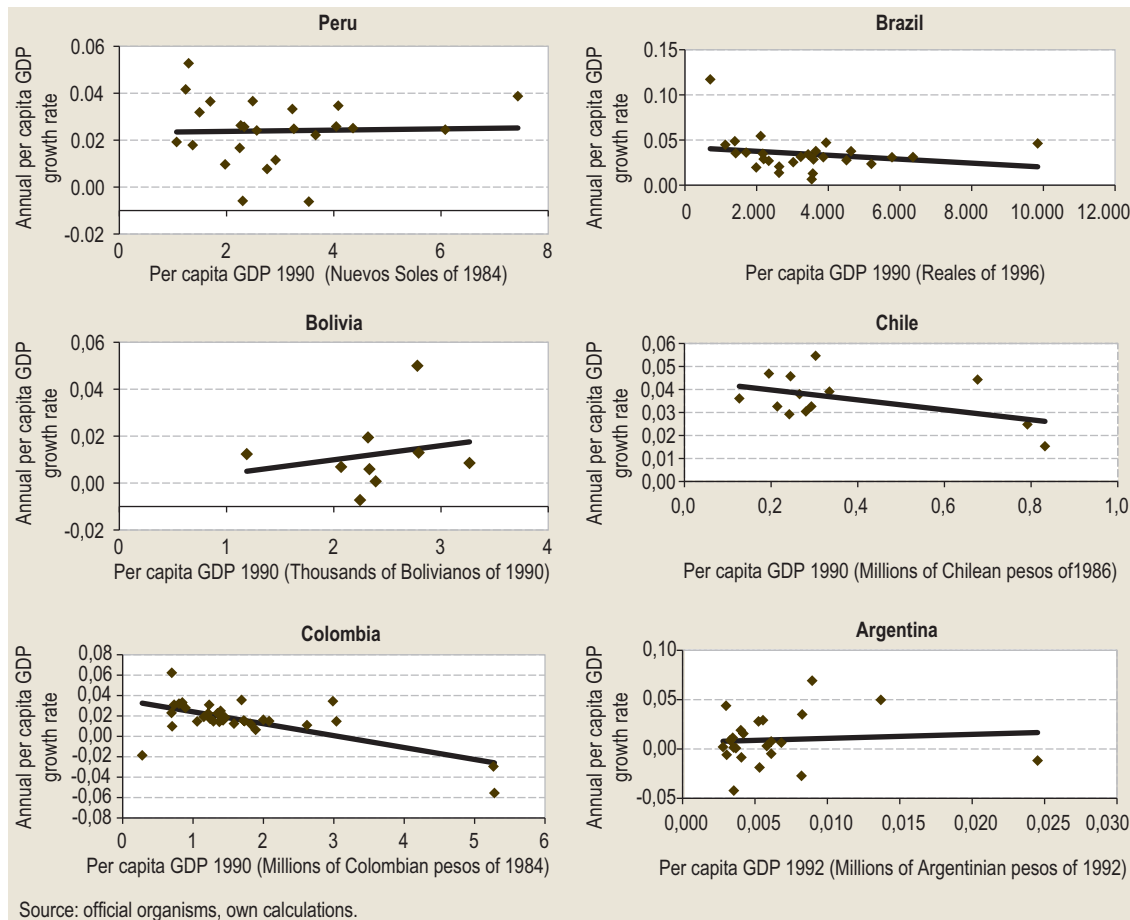 Peru
Annual per capita GDP
growth rate
0.06
0.04
0.02
0.00
-0.02
0
2
4
6
8
Per capita GDP 1990 (Nuevos Soles of 1984)
Brazil
Annual per capita GDP
growth rate
0.15
0.10
0.05
0.00
0
2.000
4.000
6.000
8.000
10.000
12.000
Per capita GDP 1990 (Reales of 1996)
Bolivia
Annual per capita GDP
growth rate
0,06
0,04
0,02
0,00
-0,02
0
1
2
3
4
Per capita GDP 1990 (Thousands of Bolivianos of 1990)
Chile
Annual per capita GDP
growth rate
0,06
0,05
0,04
0,03
0,02
0,01
0,00
0,0
0,2
0,4
0,6
0,8
1,0
Per capita GDP 1990 (Millions of Chilean pesos of1986)
Colombia
Annual per capita GDP
growth rate
0,08
0,06
0,04
0,02
0,00
-0,02
-0,04
-0,06
-0,08
0
1
2
3
4
5
6
Per capita GDP 1990 (Millions of Colombian pesos of 1984)
Argentina
Annual per capita GDP
growth rate
0,10
0,05
0,00
-0,05
0,000
0,005
0,010
0,015
0,020
0,025
0,030
Per capita GDP 1992 (Millions of Argentinian pesos of 1992)
Source: official organisms, own calculations.